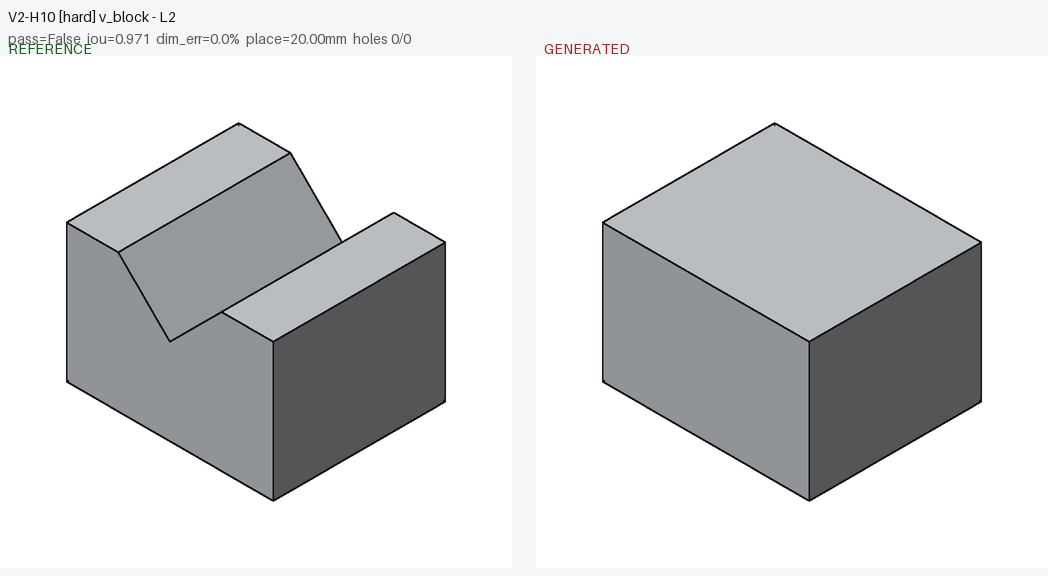 V2-H10 [hard] v_block - L2
pass=False iou=0.971 dim_err=0.0% place=20.00mm holes 0/0
REFERENCE
GENERATED